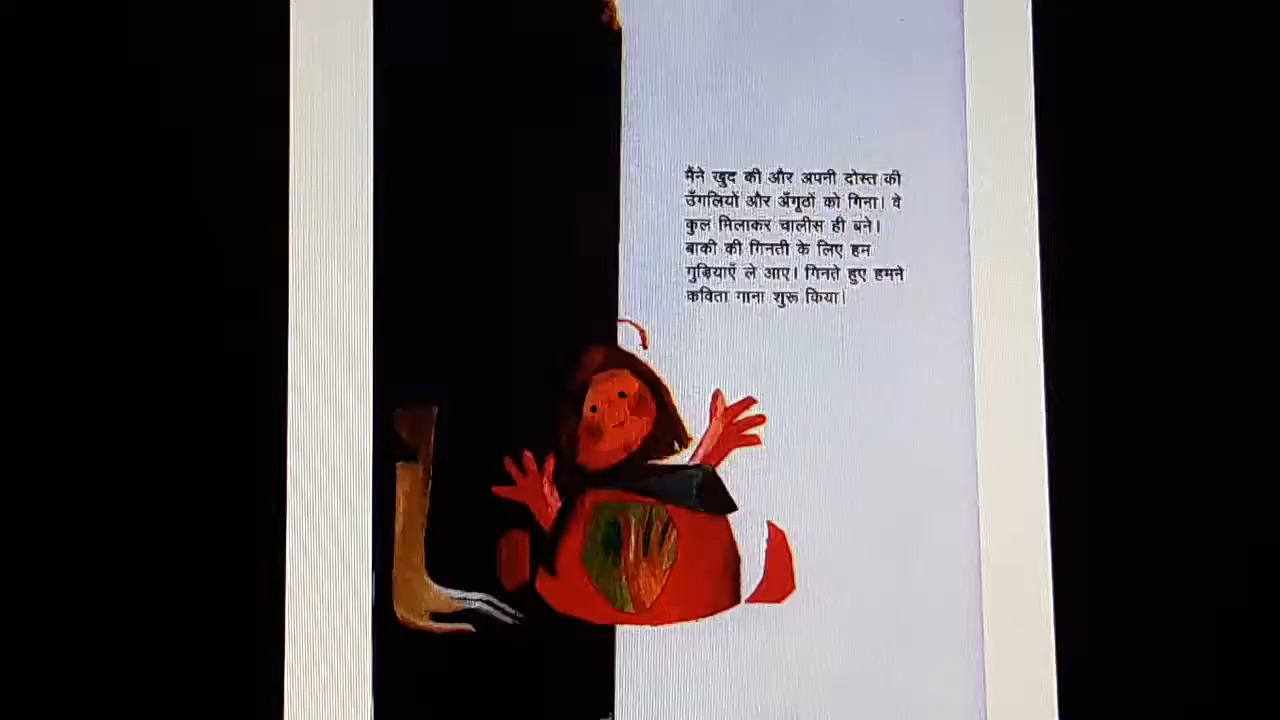 मैंने खुद की और अपनी दोस्त की
उँगलियों और अँगूठों को गिना। वे
कुल मिलाकर चालीस ही बने।
बाकी की गिनती के लिए हम
गुड़ियाएँ ले आए। गिनते हुए हमने
कविता गाना शुरू किया।